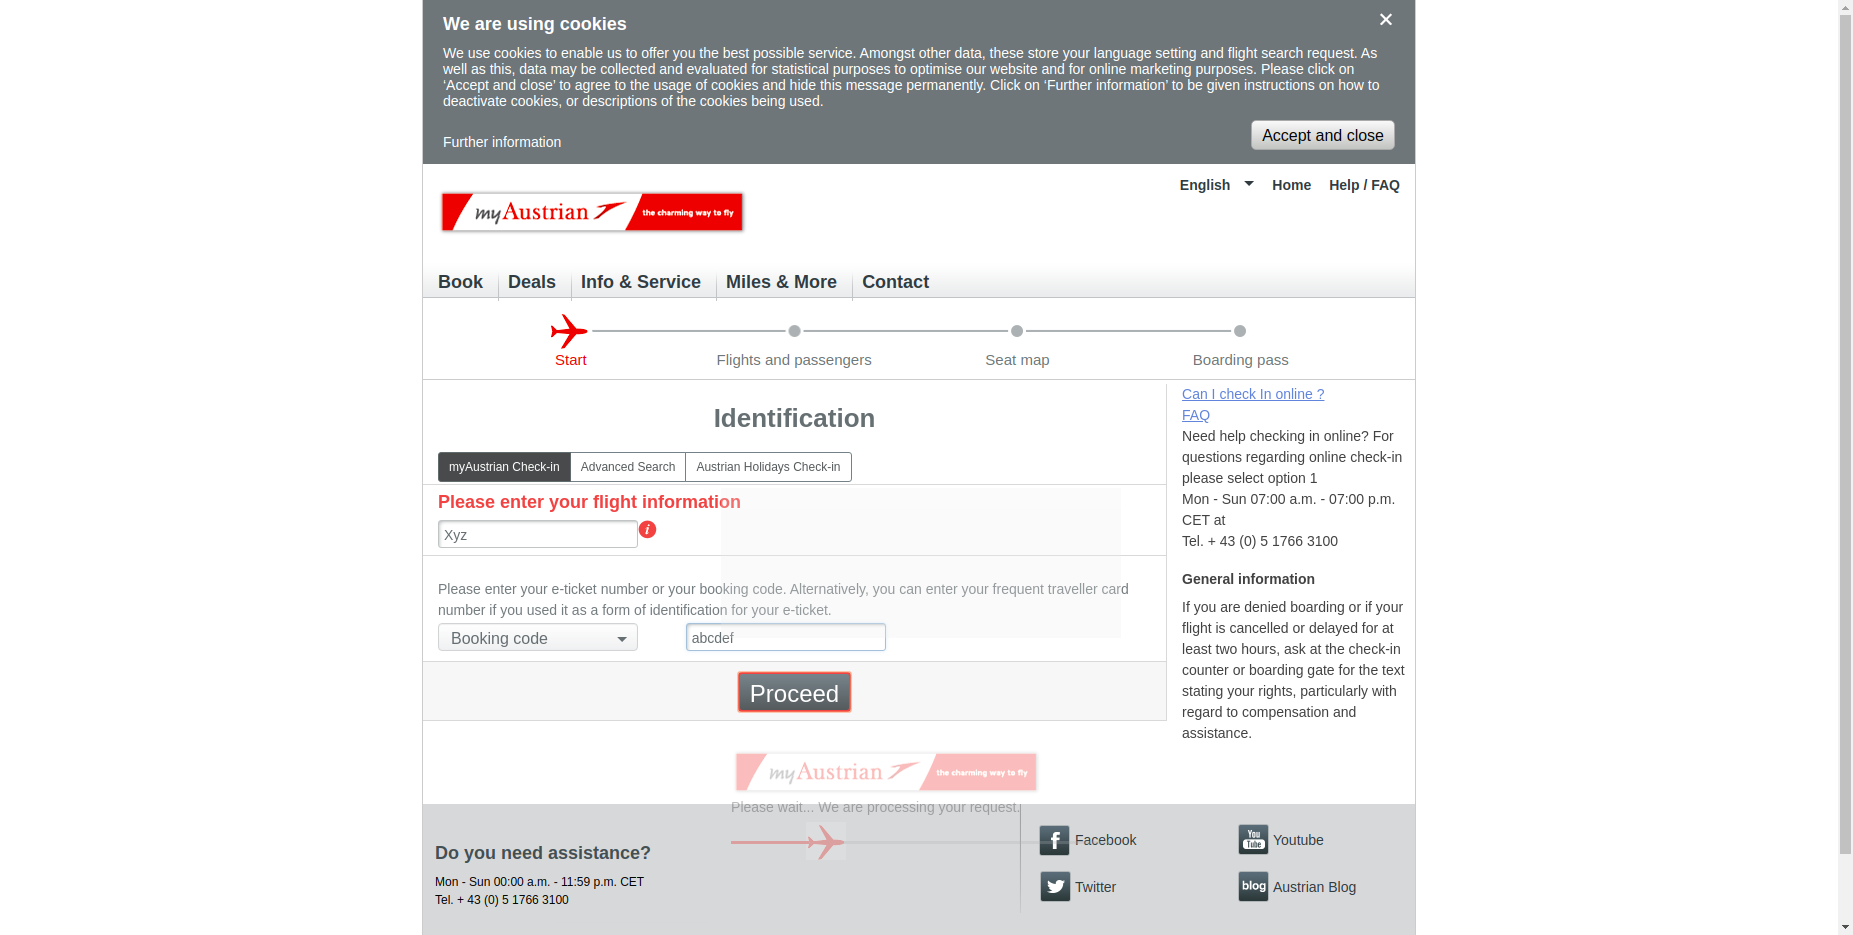 We are using cookies
We use cookies to enable us to offer you the best possible service. Amongst other data, these store your language setting and flight search request. As
well as this, data may be collected and evaluated for statistical purposes to optimise our website and for online marketing purposes. Please click on
‘Accept and close’ to agree to the usage of cookies and hide this message permanently. Click on ‘Further information’ to be given instructions on how to
deactivate cookies, or descriptions of the cookies being used.
Further information
Accept and close
English Home Help / FAQ
myAustrian the charming way to fly
Book Deals Info & Service Miles & More Contact
Start Flights and passengers Seat map Boarding pass
Identification
myAustrian Check-in Advanced Search Austrian Holidays Check-in
Please enter your flight information
Xyz
i
Please enter your e-ticket number or your booking code. Alternatively, you can enter your frequent traveller card
number if you used it as a form of identification for your e-ticket.
Booking code abcdef
Proceed
Can I check In online ?
FAQ
Need help checking in online? For
questions regarding online check-in
please select option 1
Mon - Sun 07:00 a.m. - 07:00 p.m.
CET at
Tel. + 43 (0) 5 1766 3100
General information
If you are denied boarding or if your
flight is cancelled or delayed for at
least two hours, ask at the check-in
counter or boarding gate for the text
stating your rights, particularly with
regard to compensation and
assistance.
myAustrian the charming way to fly
Please wait... We are processing your request.
Do you need assistance?
Mon - Sun 00:00 a.m. - 11:59 p.m. CET
Tel. + 43 (0) 5 1766 3100
f Facebook
You Tube Youtube
Twitter
blog Austrian Blog